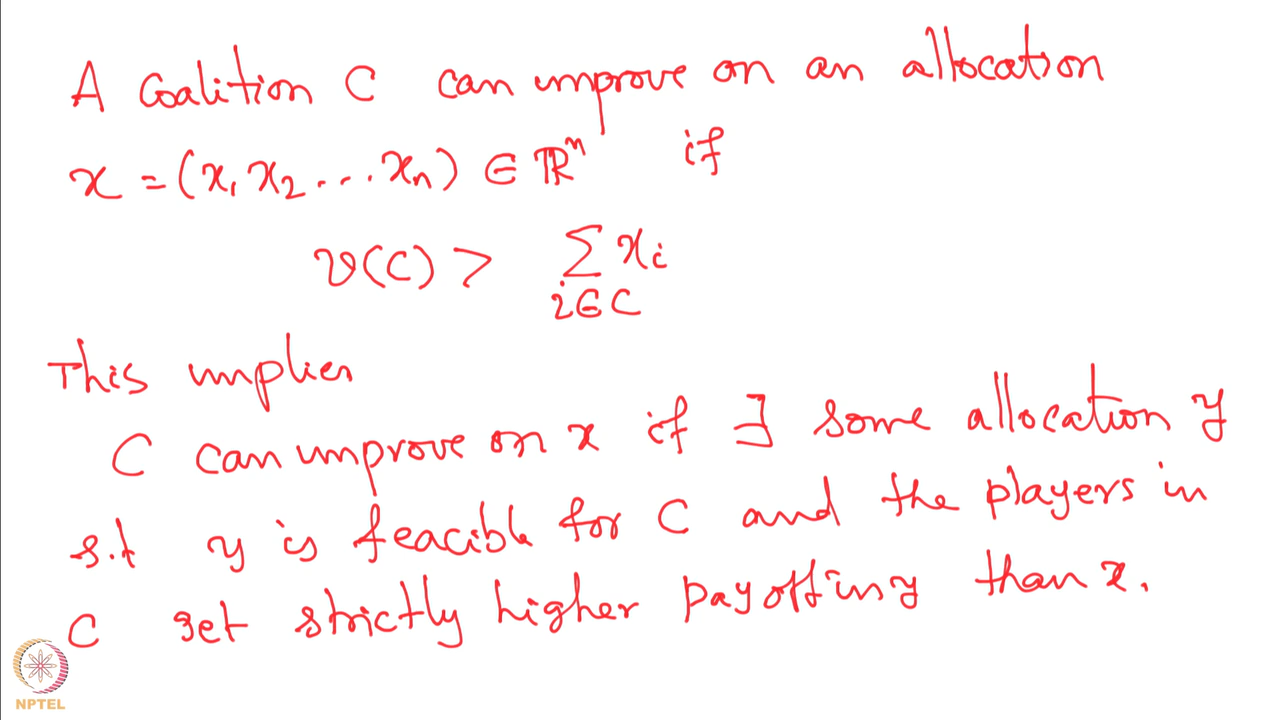 A Coalition C can improve on an allocation
x = (x₁ x₂ ... xₙ) ∈ ℝⁿ if
v(C) > ∑ xᵢ
i∈C
This implies
C can improve on x if ∃ some allocation y
s.t y is feacible for C and the players in
C get strictly higher payoff in y than x.
NPTEL